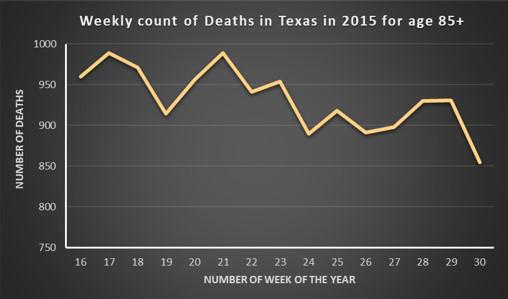 Weekly count of Deaths in Texas in 2015 for age 85+
1000
950
900
850
800
750
NUMBER OF DEATHS
16 17 18 19 20 21 22 23 24 25 26 27 28 29 30
NUMBER OF WEEK OF THE YEAR